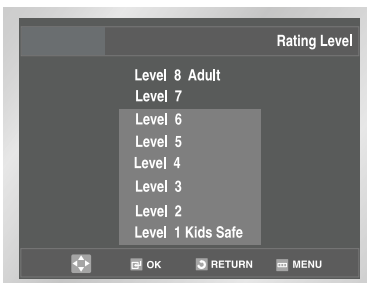 Rating Level
Level 8 Adult
Level 7
Level 6
Level 5
Level 4
Level 3
Level 2
Level 1 Kids Safe
OK RETURN MENU